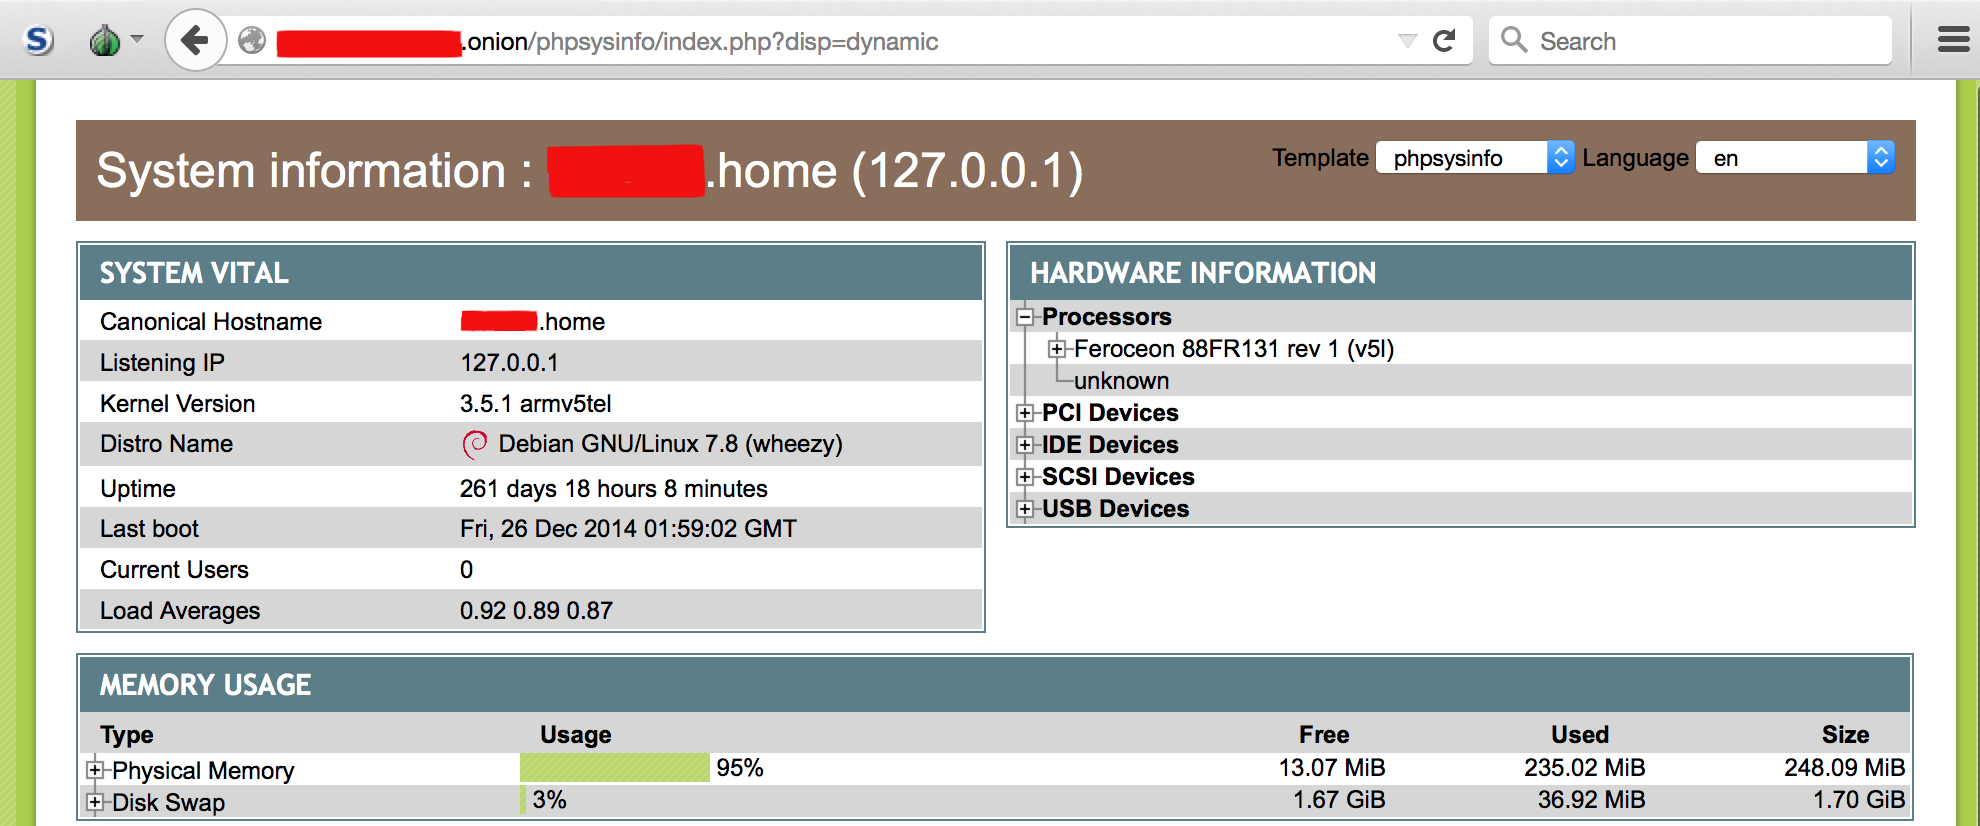 S
.onion/phpsysinfo/index.php?disp=dynamic
Search
System information : .home (127.0.0.1)
Template phpsysinfo Language en
SYSTEM VITAL
Canonical Hostname .home
Listening IP 127.0.0.1
Kernel Version 3.5.1 armv5tel
Distro Name Debian GNU/Linux 7.8 (wheezy)
Uptime 261 days 18 hours 8 minutes
Last boot Fri, 26 Dec 2014 01:59:02 GMT
Current Users 0
Load Averages 0.92 0.89 0.87
HARDWARE INFORMATION
Processors
Feroceon 88FR131 rev 1 (v5l)
unknown
PCI Devices
IDE Devices
SCSI Devices
USB Devices
MEMORY USAGE
Type Usage Free Used Size
Physical Memory 95% 13.07 MiB 235.02 MiB 248.09 MiB
Disk Swap 3% 1.67 GiB 36.92 MiB 1.70 GiB